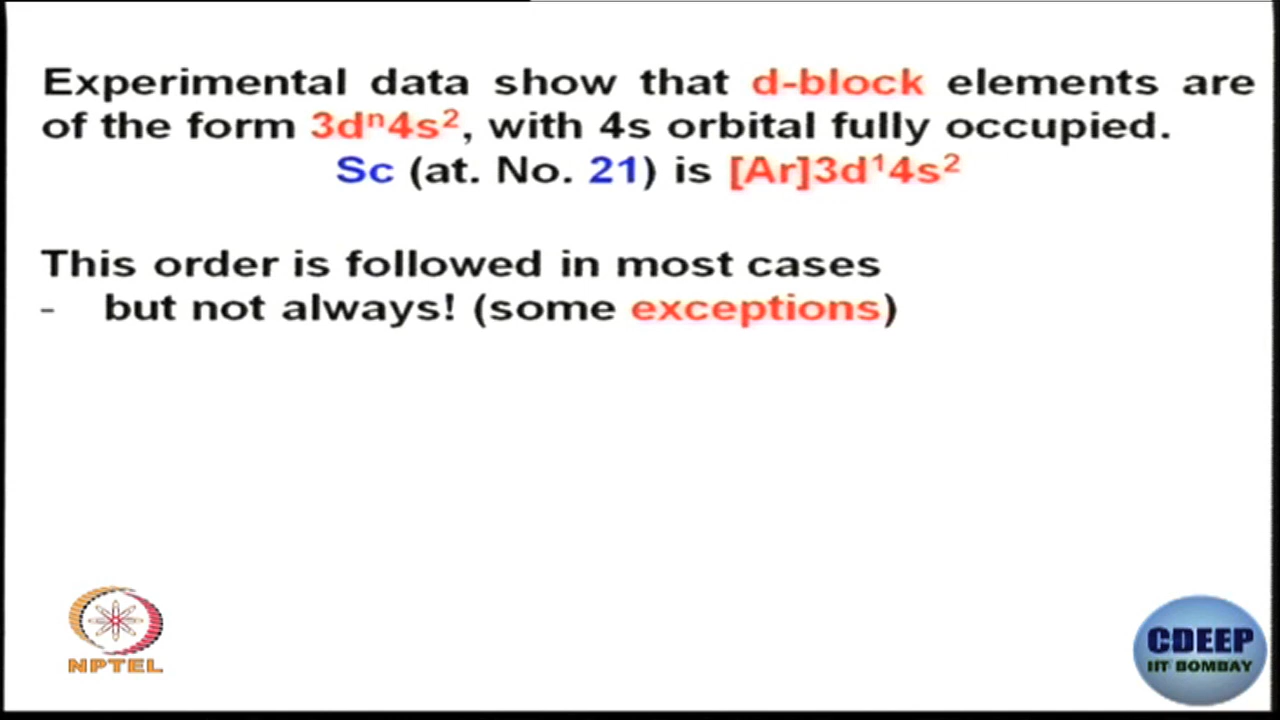 Experimental data show that d-block elements are
of the form 3dⁿ4s², with 4s orbital fully occupied.
Sc (at. No. 21) is [Ar]3d¹4s²
This order is followed in most cases
- but not always! (some exceptions)
NPTEL
CDEEP
IIT BOMBAY